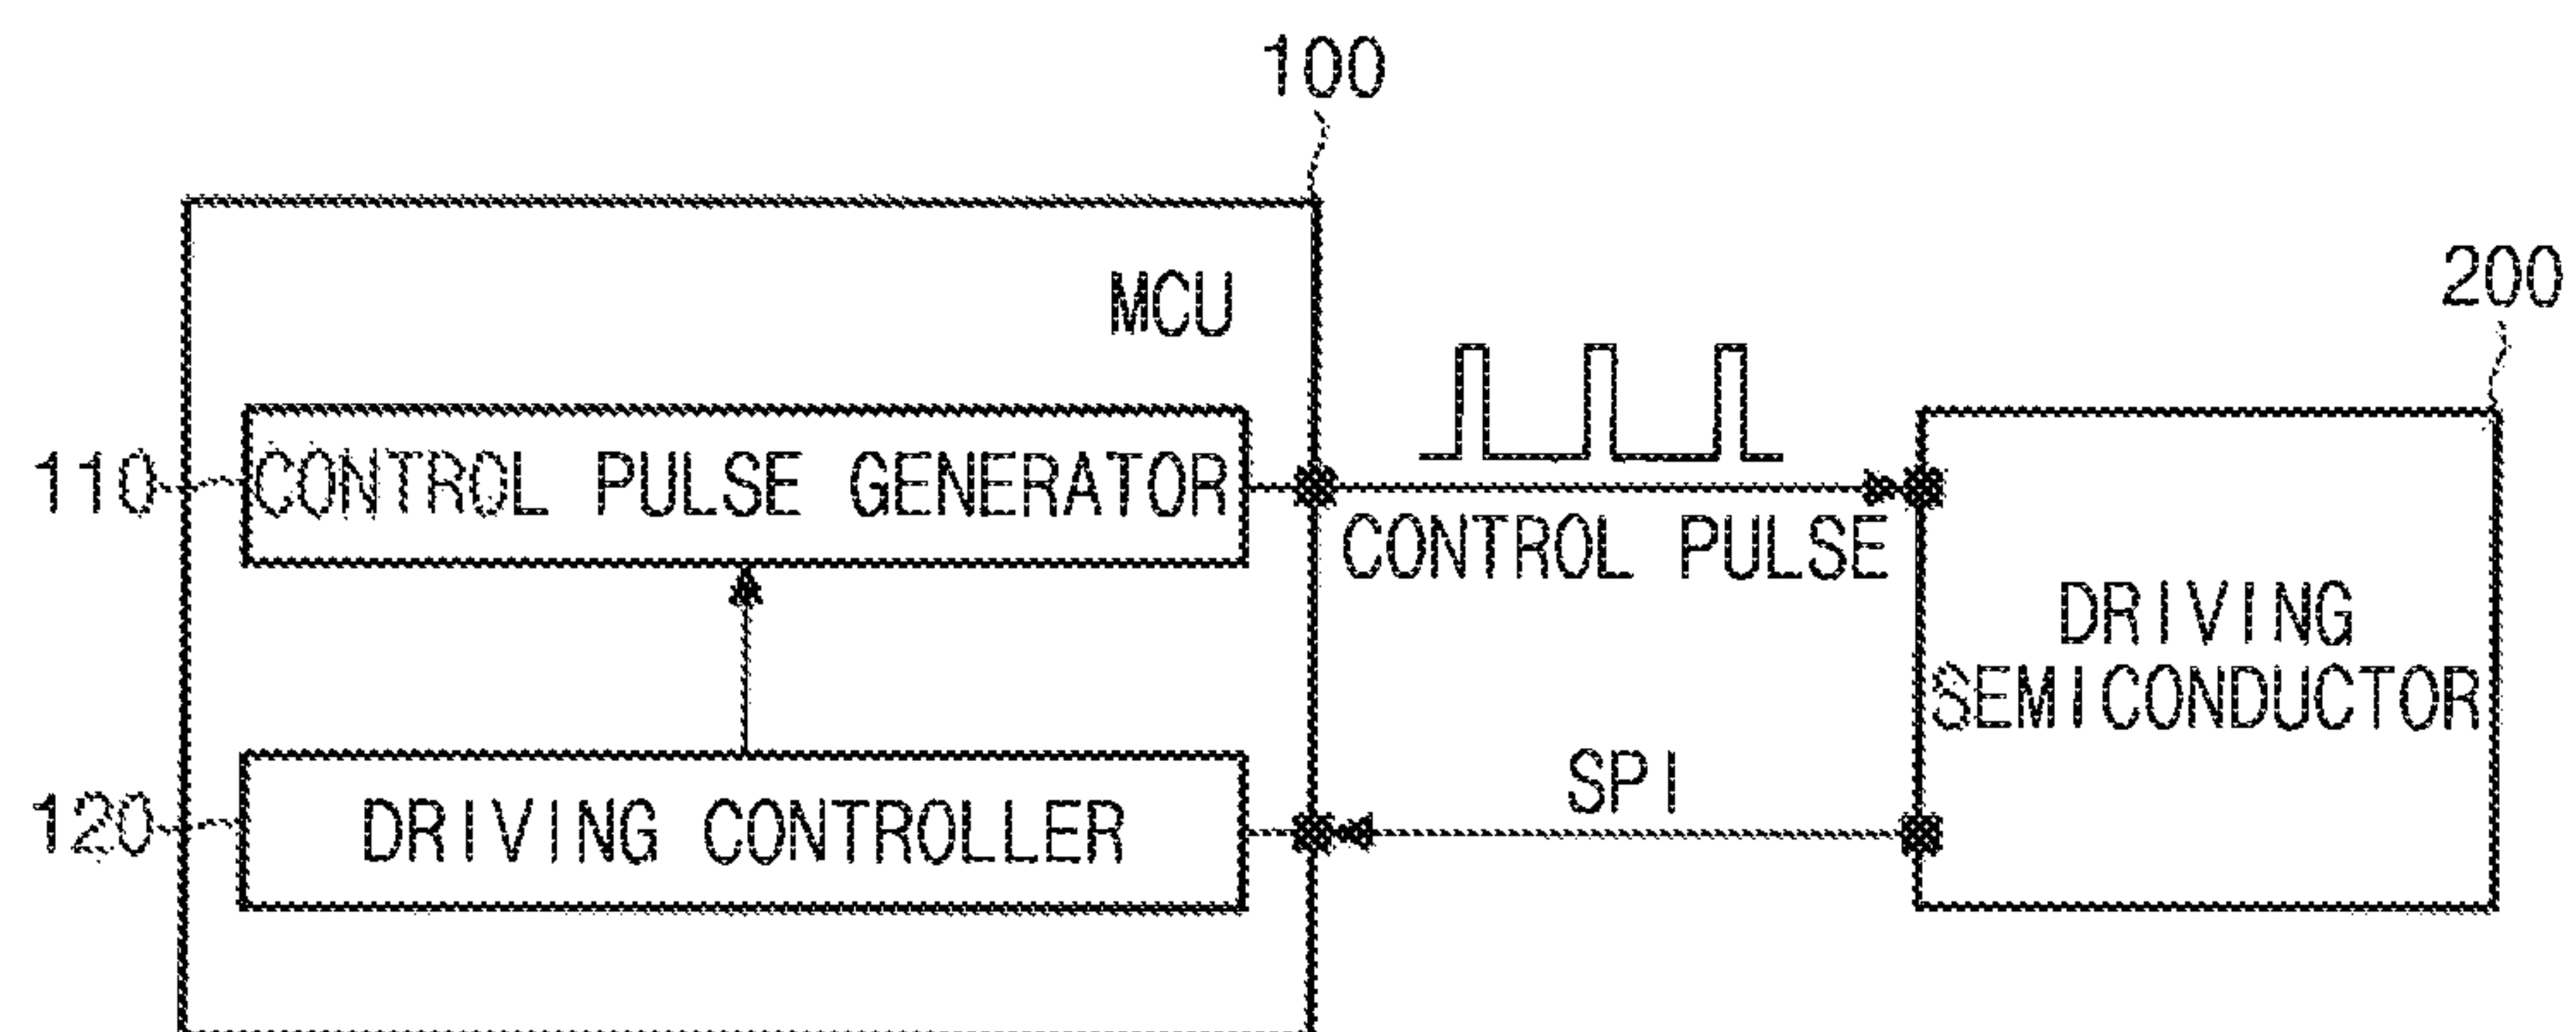 100
MCU
200
110
CONTROL PULSE GENERATOR
CONTROL PULSE
DRIVING
SEMICONDUCTOR
SPI
120
DRIVING CONTROLLER